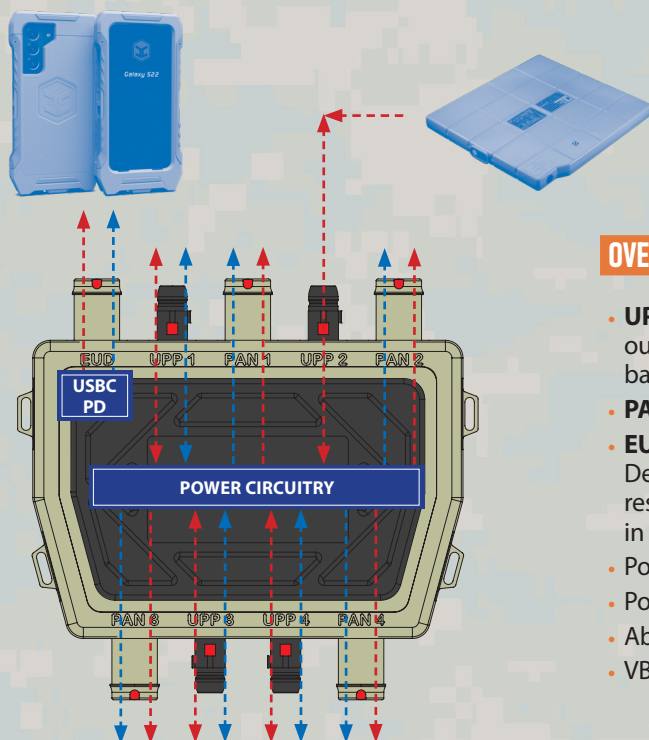 Galaxy S22
EUD UPP 1 PAN 1 UPP 2 PAN 2
USBC
PD
POWER CIRCUITRY
PAN 3 UPP 3 UPP 4 PAN 4
OVE
• UP
ou
ba
• PA
• EU
De
res
in
• Po
• Po
• Ab
• VB